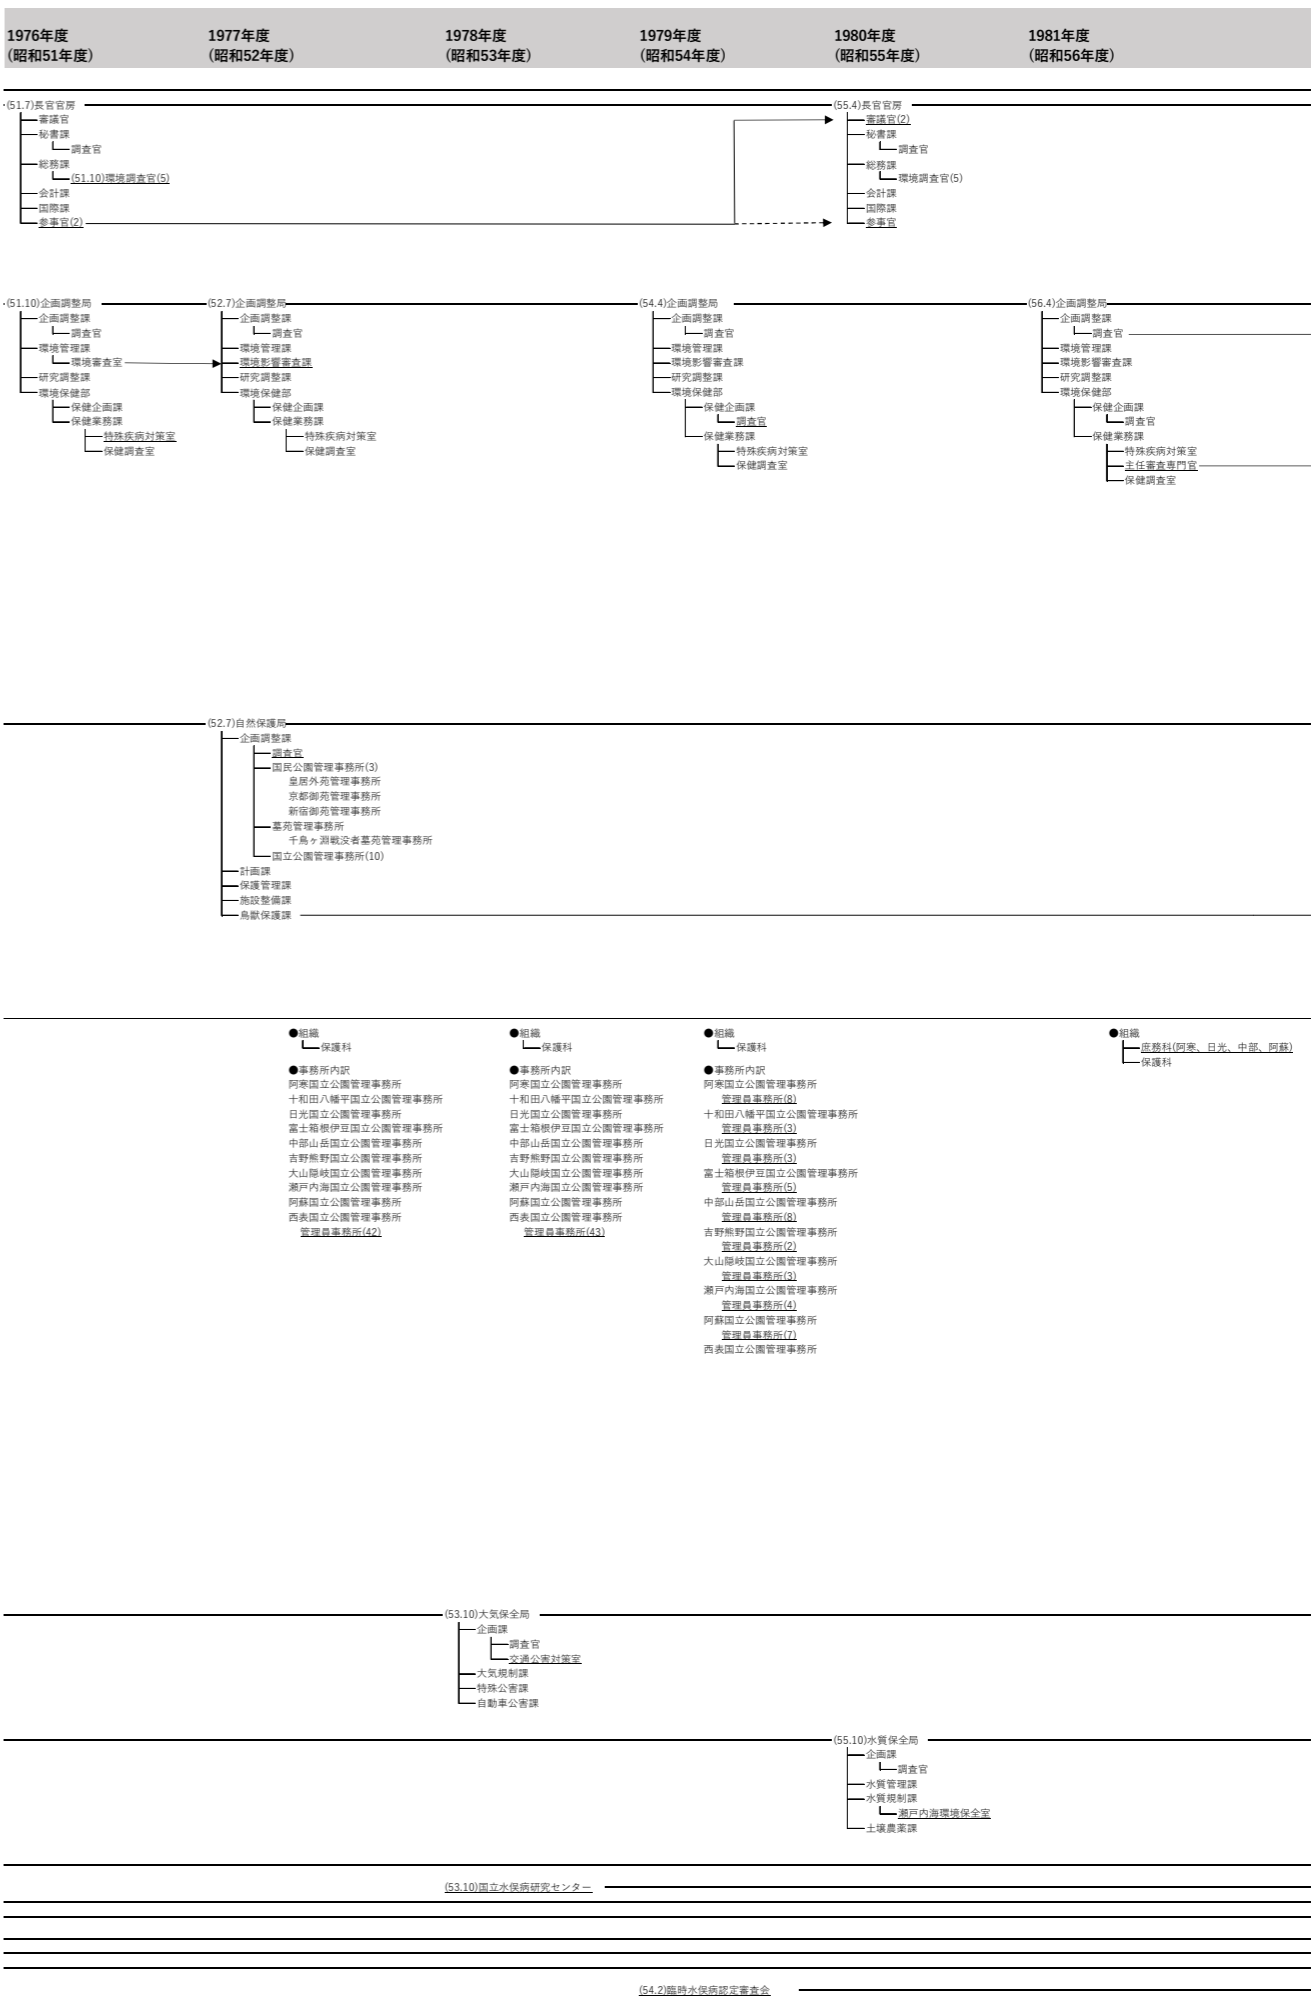 1976年度
(昭和51年度)
1977年度
(昭和52年度)
1978年度
(昭和53年度)
1979年度
(昭和54年度)
1980年度
(昭和55年度)
1981年度
(昭和56年度)
(51.7)長官官房
審議官
秘書課
調査官
総務課
(51.10)環境調査官(5)
会計課
国際課
参事官(2)
(55.4)長官官房
審議官(2)
秘書課
調査官
総務課
環境調査官(5)
会計課
国際課
参事官
(51.10)企画調整局
企画調整課
調査官
環境管理課
環境審査室
研究調整課
環境保健部
保健企画課
保健業務課
特殊疾病対策室
保健調査室
(52.7)企画調整局
企画調整課
調査官
環境管理課
環境影響審査課
研究調整課
環境保健部
保健企画課
保健業務課
特殊疾病対策室
保健調査室
(54.4)企画調整局
企画調整課
調査官
環境管理課
環境影響審査課
研究調整課
環境保健部
保健企画課
調査官
保健業務課
特殊疾病対策室
保健調査室
(56.4)企画調整局
企画調整課
調査官
環境管理課
環境影響審査課
研究調整課
環境保健部
保健企画課
調査官
保健業務課
特殊疾病対策室
主任審査専門官
保健調査室
(52.7)自然保護局
企画調整課
調査官
国民公園管理事務所(3)
皇居外苑管理事務所
京都御苑管理事務所
新宿御苑管理事務所
墓苑管理事務所
千鳥ヶ淵戦没者墓苑管理事務所
国立公園管理事務所(10)
計画課
保護管理課
施設整備課
鳥獣保護課
●組織
保護科
●事務所内訳
阿寒国立公園管理事務所
十和田八幡平国立公園管理事務所
日光国立公園管理事務所
富士箱根伊豆国立公園管理事務所
中部山岳国立公園管理事務所
吉野熊野国立公園管理事務所
大山隠岐国立公園管理事務所
瀬戸内海国立公園管理事務所
阿蘇国立公園管理事務所
西表国立公園管理事務所
管理員事務所(42)
●組織
保護科
●事務所内訳
阿寒国立公園管理事務所
十和田八幡平国立公園管理事務所
日光国立公園管理事務所
富士箱根伊豆国立公園管理事務所
中部山岳国立公園管理事務所
吉野熊野国立公園管理事務所
大山隠岐国立公園管理事務所
瀬戸内海国立公園管理事務所
阿蘇国立公園管理事務所
西表国立公園管理事務所
管理員事務所(43)
●組織
保護科
●事務所内訳
阿寒国立公園管理事務所
管理員事務所(8)
十和田八幡平国立公園管理事務所
管理員事務所(3)
日光国立公園管理事務所
管理員事務所(3)
富士箱根伊豆国立公園管理事務所
管理員事務所(5)
中部山岳国立公園管理事務所
管理員事務所(8)
吉野熊野国立公園管理事務所
管理員事務所(2)
大山隠岐国立公園管理事務所
管理員事務所(3)
瀬戸内海国立公園管理事務所
管理員事務所(4)
阿蘇国立公園管理事務所
管理員事務所(7)
西表国立公園管理事務所
●組織
庶務科(阿寒、日光、中部、阿蘇)
保護科
(53.10)大気保全局
企画課
調査官
交通公害対策室
大気規制課
特殊公害課
自動車公害課
(55.10)水質保全局
企画課
調査官
水質管理課
水質規制課
瀬戸内海環境保全室
土壌農薬課
(53.10)国立水俣病研究センター
(54.2)臨時水俣病認定審査会